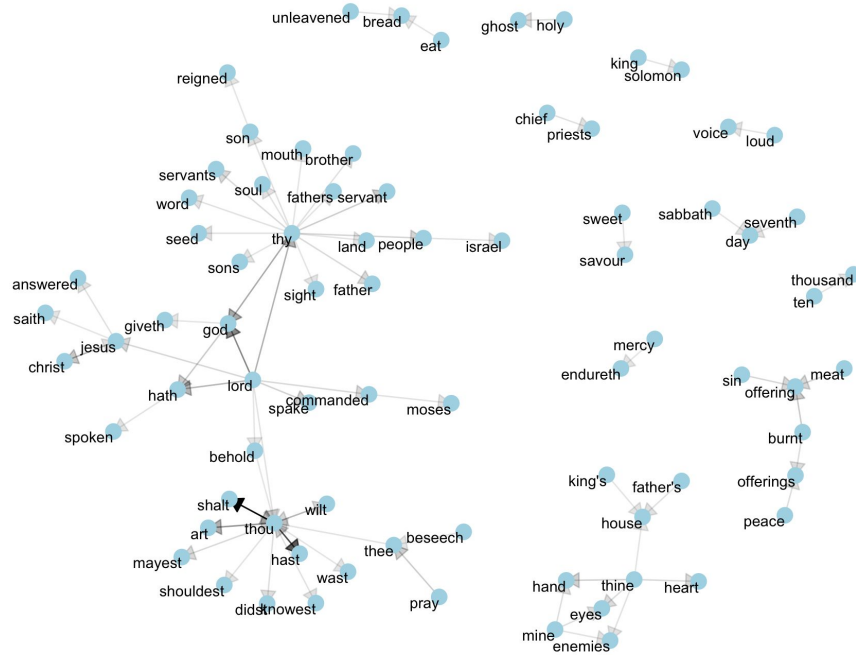 unleavened
bread
eat
ghost
holy
king
solomon
reigned
chief
priests
voice
loud
son
mouth
brother
servants
soul
fathers
servant
word
sweet
sabbath
seventh
day
seed
thy
land
people
israel
sons
savour
answered
sight
father
thousand
ten
saith
giveth
god
jesus
christ
mercy
endureth
sin
meat
offering
hath
lord
commanded
spake
moses
spoken
burnt
behold
king's
father's
offerings
shalt
wilt
house
peace
art
thou
thee
beseech
mayest
hast
wast
hand
thine
heart
shouldest
didst
knowest
pray
eyes
mine
enemies